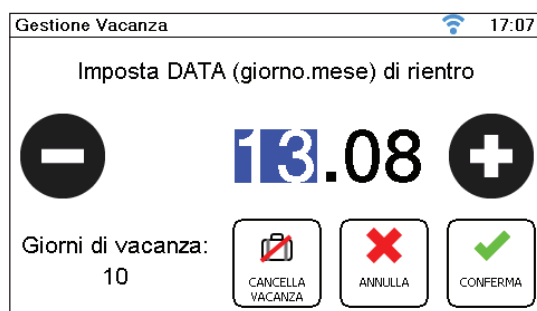 Gestione Vacanza 17:07
Imposta DATA (giorno.mese) di rientro
13.08
Giorni di vacanza:
10
CANCELLA
VACANZA
ANNULLA
CONFERMA